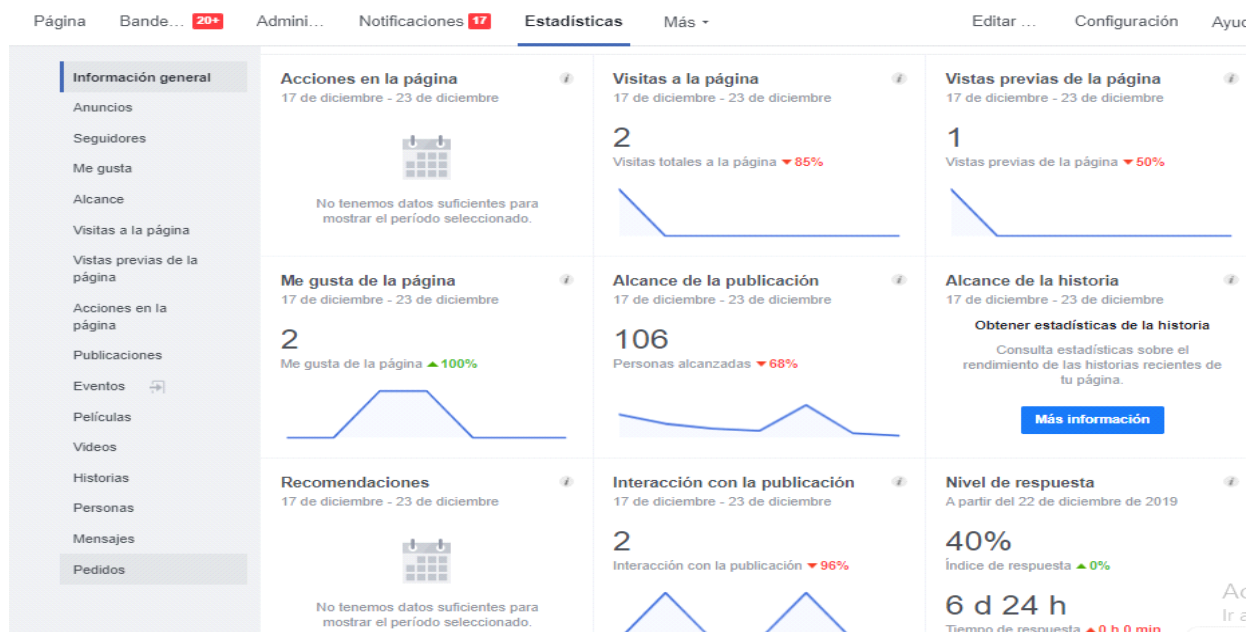 Página Bande... 20+ Admini... Notificaciones 17 Estadísticas Más Editar ... Configuración
Información general
Anuncios
Seguidores
Me gusta
Alcance
Visitas a la página
Vistas previas de la
página
Acciones en la
página
Publicaciones
Eventos
Películas
Videos
Historias
Personas
Mensajes
Pedidos
Acciones en la página
17 de diciembre - 23 de diciembre
No tenemos datos suficientes para
mostrar el período seleccionado.
Visitas a la página
17 de diciembre - 23 de diciembre
2
Visitas totales a la página 85%
Vistas previas de la página
17 de diciembre - 23 de diciembre
1
Vistas previas de la página 50%
Me gusta de la página
17 de diciembre - 23 de diciembre
2
Me gusta de la página 100%
Alcance de la publicación
17 de diciembre - 23 de diciembre
106
Personas alcanzadas 68%
Alcance de la historia
17 de diciembre - 23 de diciembre
Obtener estadísticas de la historia
Consulta estadísticas sobre el
rendimiento de las historias recientes de
tu página.
Más información
Recomendaciones
17 de diciembre - 23 de diciembre
No tenemos datos suficientes para
mostrar el período seleccionado.
Interacción con la publicación
17 de diciembre - 23 de diciembre
2
Interacción con la publicación 96%
Nivel de respuesta
A partir del 22 de diciembre de 2019
40%
Índice de respuesta 0%
6 d 24 h
Tiempo de respuesta 0 h 0 min